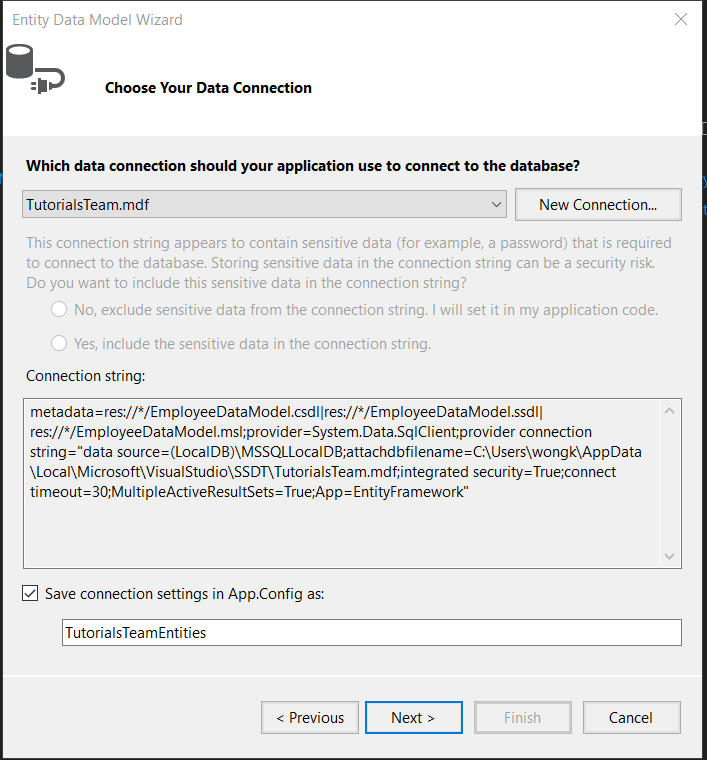 Entity Data Model Wizard
Choose Your Data Connection
Which data connection should your application use to connect to the database?
TutorialsTeam.mdf
New Connection...
This connection string appears to contain sensitive data (for example, a password) that is required
to connect to the database. Storing sensitive data in the connection string can be a security risk.
Do you want to include this sensitive data in the connection string?
No, exclude sensitive data from the connection string. I will set it in my application code.
Yes, include the sensitive data in the connection string.
Connection string:
metadata=res://*/EmployeeDataModel.csdl|res://*/EmployeeDataModel.ssdl|
res://*/EmployeeDataModel.msl;provider=System.Data.SqlClient;provider connection
string="data source=(LocalDB)\MSSQLLocalDB;attachdbfilename=C:\Users\wongk\AppData
\Local\Microsoft\VisualStudio\SSDT\TutorialsTeam.mdf;integrated security=True;connect
timeout=30;MultipleActiveResultSets=True;App=EntityFramework"
Save connection settings in App.Config as:
TutorialsTeamEntities
< Previous
Next >
Finish
Cancel